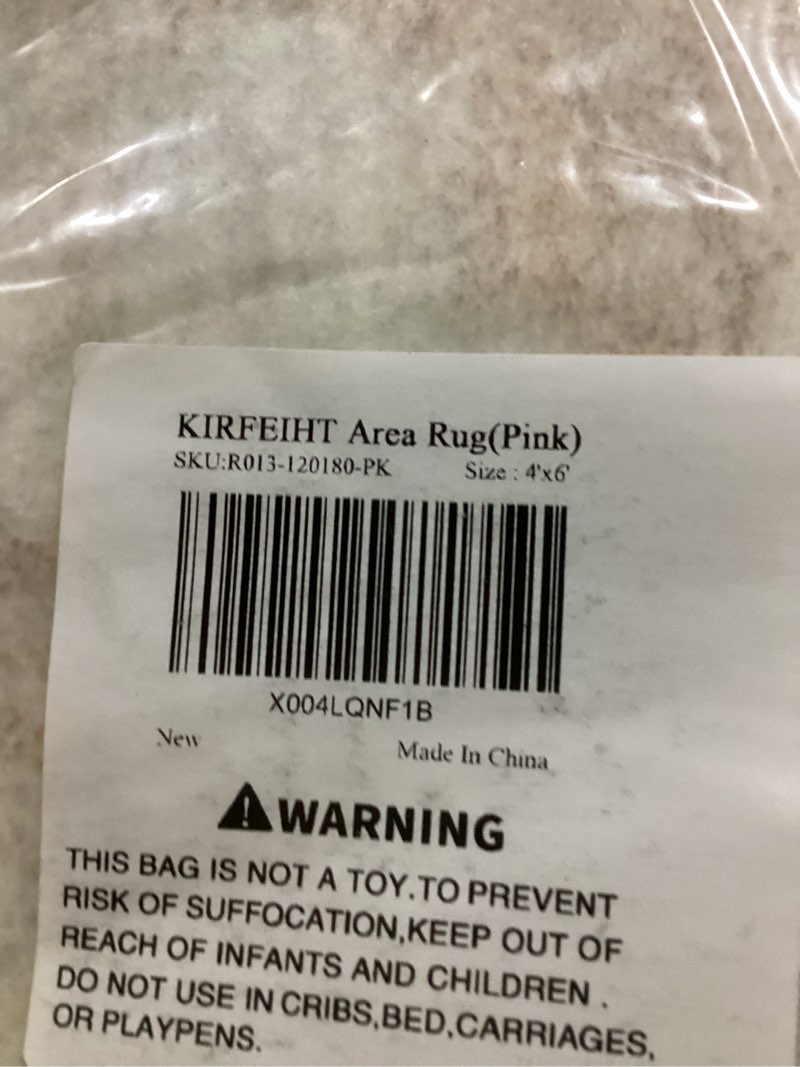 KIRFEIHT Area Rug(Pink)
SKU:R013-120180-PK Size : 4'x6'
X004LQNF1B
New Made In China
WARNING
THIS BAG IS NOT A TOY.TO PREVENT
RISK OF SUFFOCATION,KEEP OUT OF
REACH OF INFANTS AND CHILDREN .
DO NOT USE IN CRIBS,BED,CARRIAGES,
OR PLAYPENS.